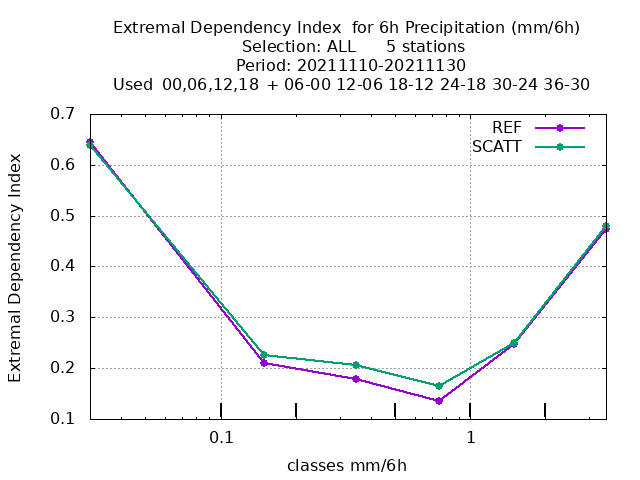 Extremal Dependency Index  for 6h Precipitation (mm/6h)
Selection: ALL      5 stations
Period: 20211110-20211130
Used  00,06,12,18  + 06-00 12-06 18-12 24-18 30-24 36-30
REF
SCATT
0.7
0.6
0.5
0.4
0.3
0.2
0.1
Extremal Dependency Index
0.1 1
classes mm/6h